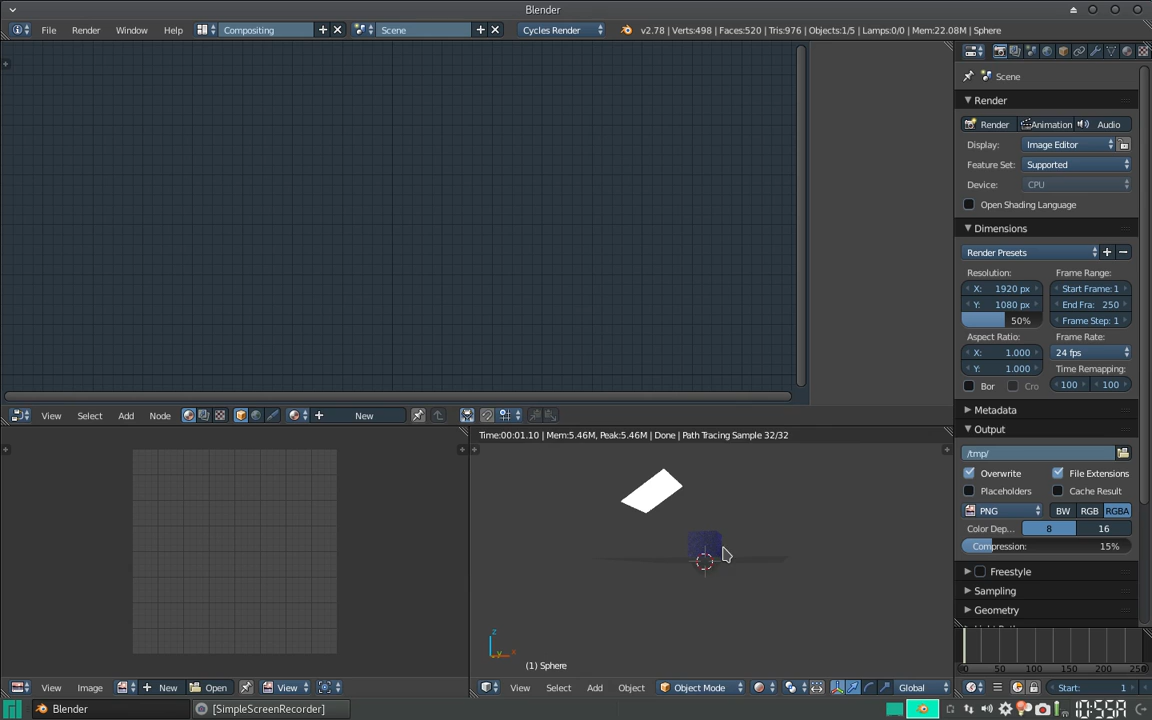 Blender
File Render Window Help Compositing Scene Cycles Render v2.78 | Verts:498 | Faces:520 | Tris:976 | Objects:1/5 | Lamps:0/0 | Mem:22.08M | Sphere
Scene
Render
Render Animation Audio
Display: Image Editor
Feature Set: Supported
Device: CPU
Open Shading Language
Dimensions
Render Presets
Resolution: Frame Range:
X: 1920 px Start Frame: 1
Y: 1080 px End Fra: 250
50% Frame Step: 1
Aspect Ratio: Frame Rate:
X: 1.000 24 fps
Y: 1.000 Time Remapping:
Bor Cro 100 100
Metadata
Output
/tmp/
Overwrite File Extensions
Placeholders Cache Result
PNG BW RGB RGBA
Color Dep... 8 16
Compression: 15%
Freestyle
Sampling
Geometry
View Select Add Node New
Time:00:01.10 | Mem:5.46M, Peak:5.46M | Done | Path Tracing Sample 32/32
z
y x
(1) Sphere
0 50 100 150 200 250
View Image New Open View
View Select Add Object Object Mode Global
Start: 1
Blender [SimpleScreenRecorder] 10:55A